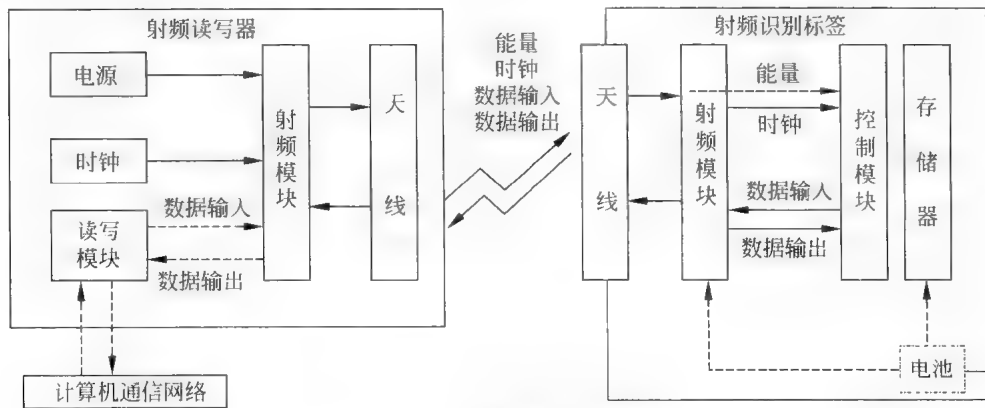 射频读写器
电源
时钟
读写
模块
数据输入
数据输出
射频模块
天线
计算机通信网络
能量
时钟
数据输入
数据输出
射频识别标签
天线
射频模块
能量
时钟
数据输入
数据输出
控制模块
存储器
电池